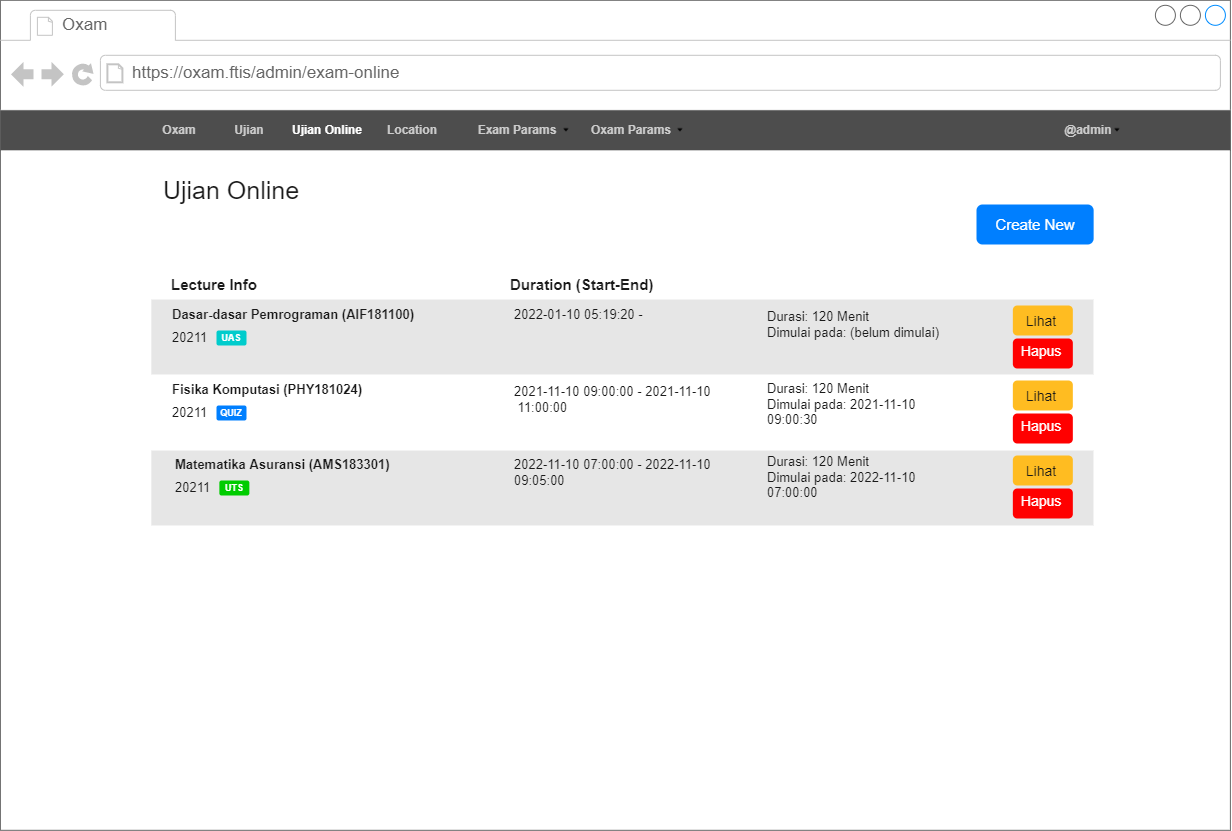 Oxam
https://oxam.ftis/admin/exam-online
Oxam Ujian Ujian Online Location Exam Params Oxam Params @admin
Ujian Online
Create New
Lecture Info Duration (Start-End)
Dasar-dasar Pemrograman (AIF181100)
20211 UAS
2022-01-10 05:19:20 -
Durasi: 120 Menit
Dimulai pada: (belum dimulai)
Lihat
Hapus
Fisika Komputasi (PHY181024)
20211 QUIZ
2021-11-10 09:00:00 - 2021-11-10
11:00:00
Durasi: 120 Menit
Dimulai pada: 2021-11-10
09:00:30
Lihat
Hapus
Matematika Asuransi (AMS183301)
20211 UTS
2022-11-10 07:00:00 - 2022-11-10
09:05:00
Durasi: 120 Menit
Dimulai pada: 2022-11-10
07:00:00
Lihat
Hapus